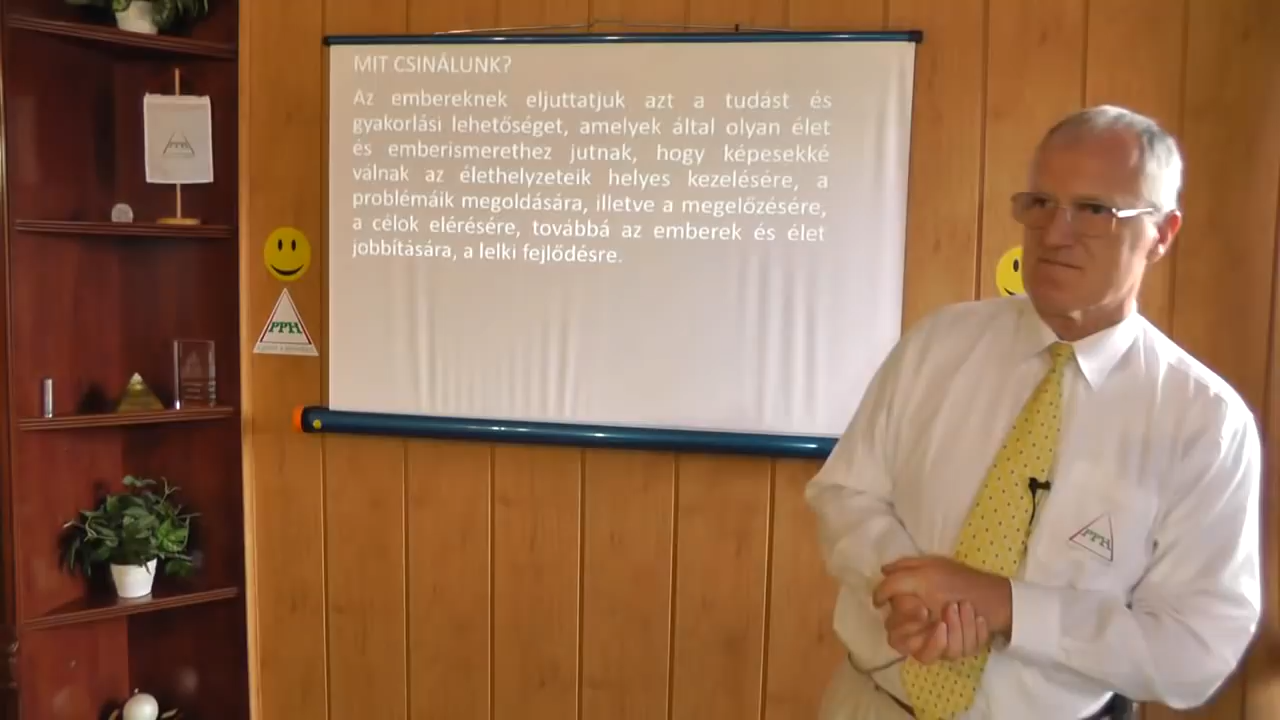 MIT CSINÁLUNK?
Az embereknek eljuttatjuk azt a tudást és
gyakorlási lehetőséget, amelyek által olyan élet
és emberismerethez jutnak, hogy képesekké
válnak az élethelyzeteik helyes kezelésére, a
problémáik megoldására, illetve a megelőzésére,
a célok elérésére, továbbá az emberek és élet
jobbítására, a lelki fejlődésre.
PPH
PPH